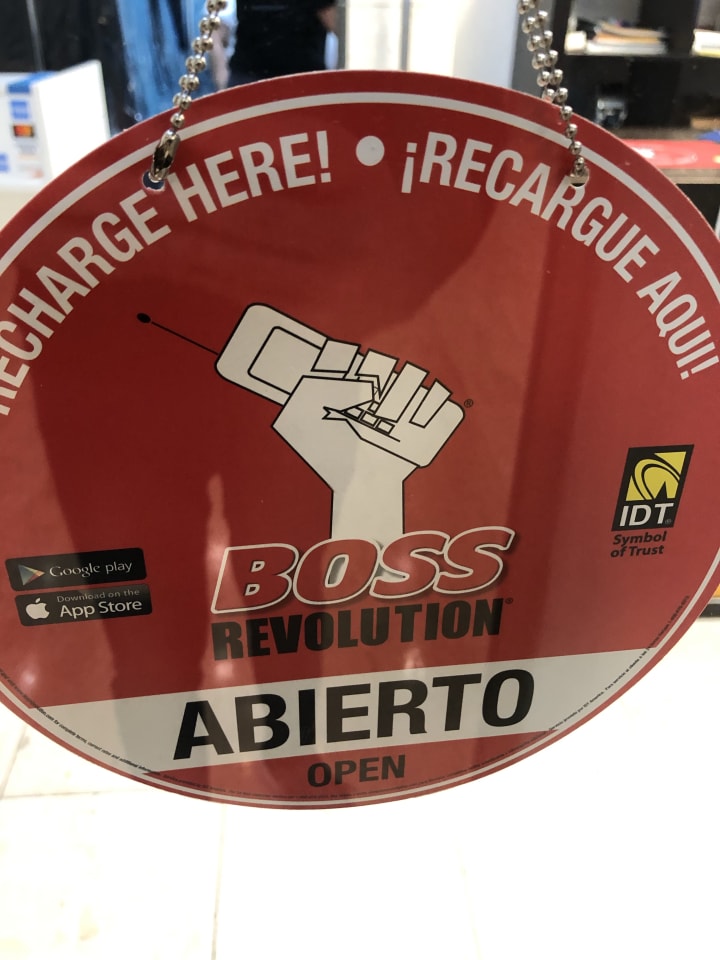 RECHARGE HERE! • ¡RECARGUE AQUI!
IDT
Symbol
of Trust
Google play
Download on the
App Store
BOSS
REVOLUTION®
ABIERTO
OPEN